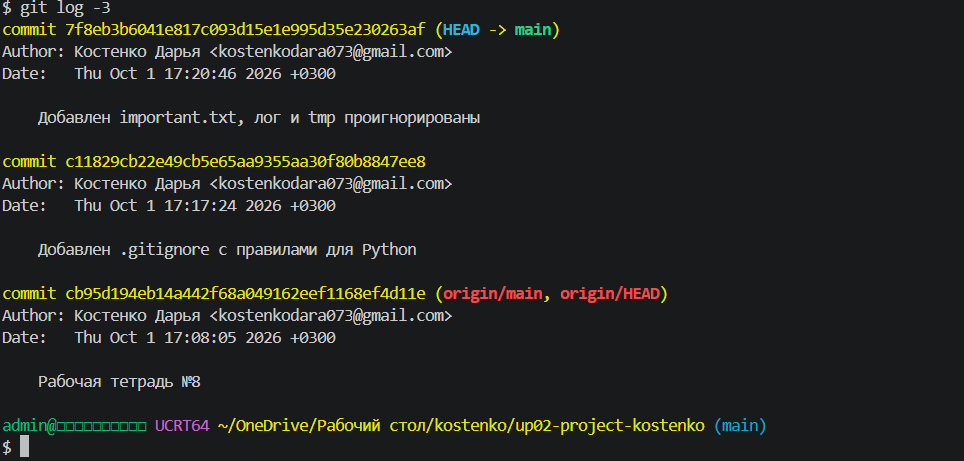 $ git log -3
commit 7f8eb3b6041e817c093d15e1e995d35e230263af (HEAD -> main)
Author: Костенко Дарья <kostenkodara073@gmail.com>
Date:   Thu Oct 1 17:20:46 2026 +0300
Добавлен important.txt, лог и tmp проигнорированы
commit c11829cb22e49cb5e65aa9355aa30f80b8847ee8
Author: Костенко Дарья <kostenkodara073@gmail.com>
Date:   Thu Oct 1 17:17:24 2026 +0300
Добавлен .gitignore с правилами для Python
commit cb95d194eb14a442f68a049162eef1168ef4d11e (origin/main, origin/HEAD)
Author: Костенко Дарья <kostenkodara073@gmail.com>
Date:   Thu Oct 1 17:08:05 2026 +0300
Рабочая тетрадь №8
admin@□□□□□□□□□□ UCRT64 ~/OneDrive/Рабочий стол/kostenko/up02-project-kostenko (main)
$